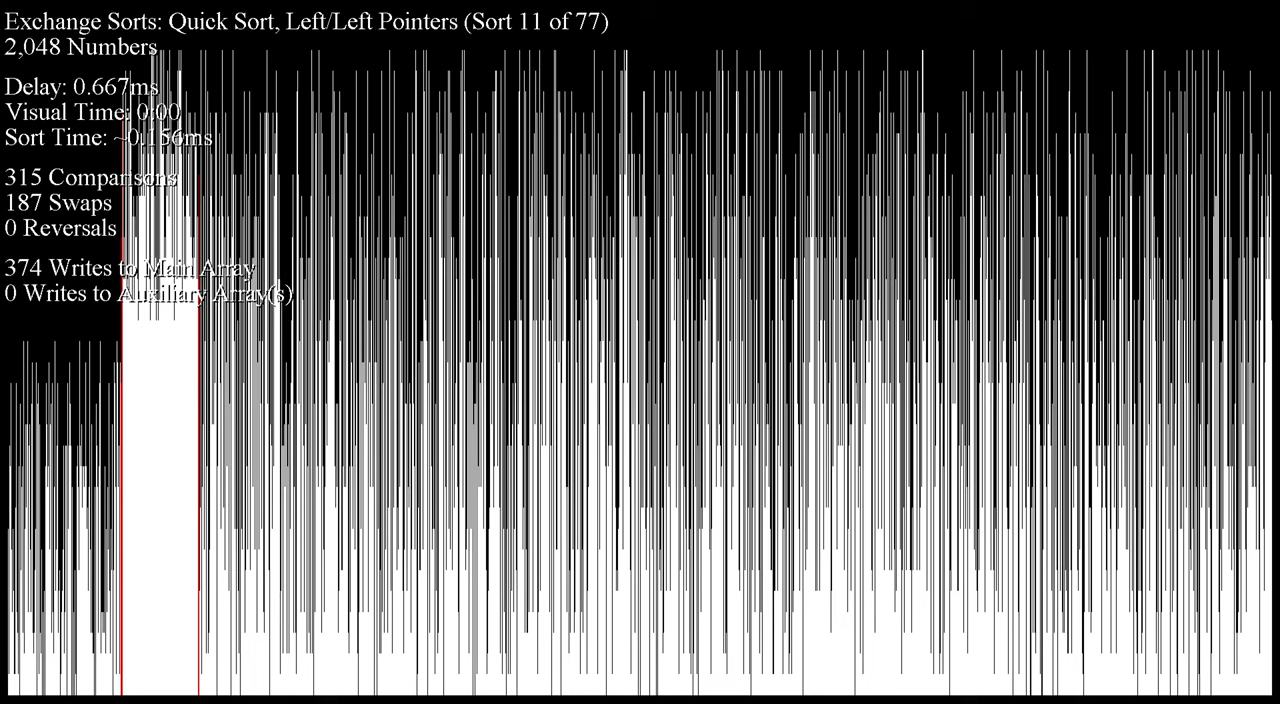 Exchange Sorts: Quick Sort, Left/Left Pointers (Sort 11 of 77)
2,048 Numbers
Delay: 0.667ms
Visual Time: 0:00
Sort Time: ~0.156ms
315 Comparisons
187 Swaps
0 Reversals
374 Writes to Main Array
0 Writes to Auxiliary Array(s)